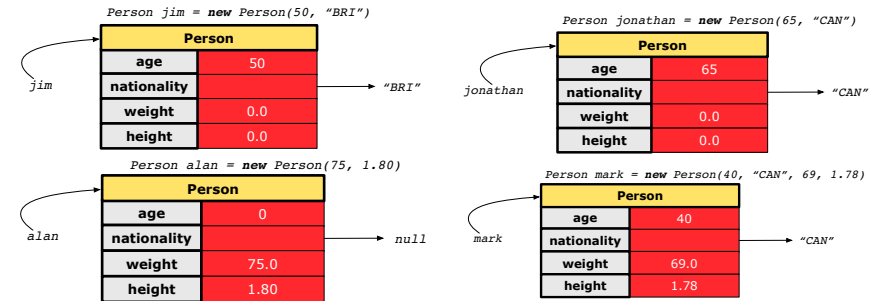 Person jim = new Person(50, “BRI”)
Person
age 50
nationality
weight 0.0
height 0.0
jim
“BRI”
Person jonathan = new Person(65, “CAN”)
Person
age 65
nationality
weight 0.0
height 0.0
jonathan
“CAN”
Person alan = new Person(75, 1.80)
Person
age 0
nationality
weight 75.0
height 1.80
alan
null
Person mark = new Person(40, “CAN”, 69, 1.78)
Person
age 40
nationality
weight 69.0
height 1.78
mark
“CAN”